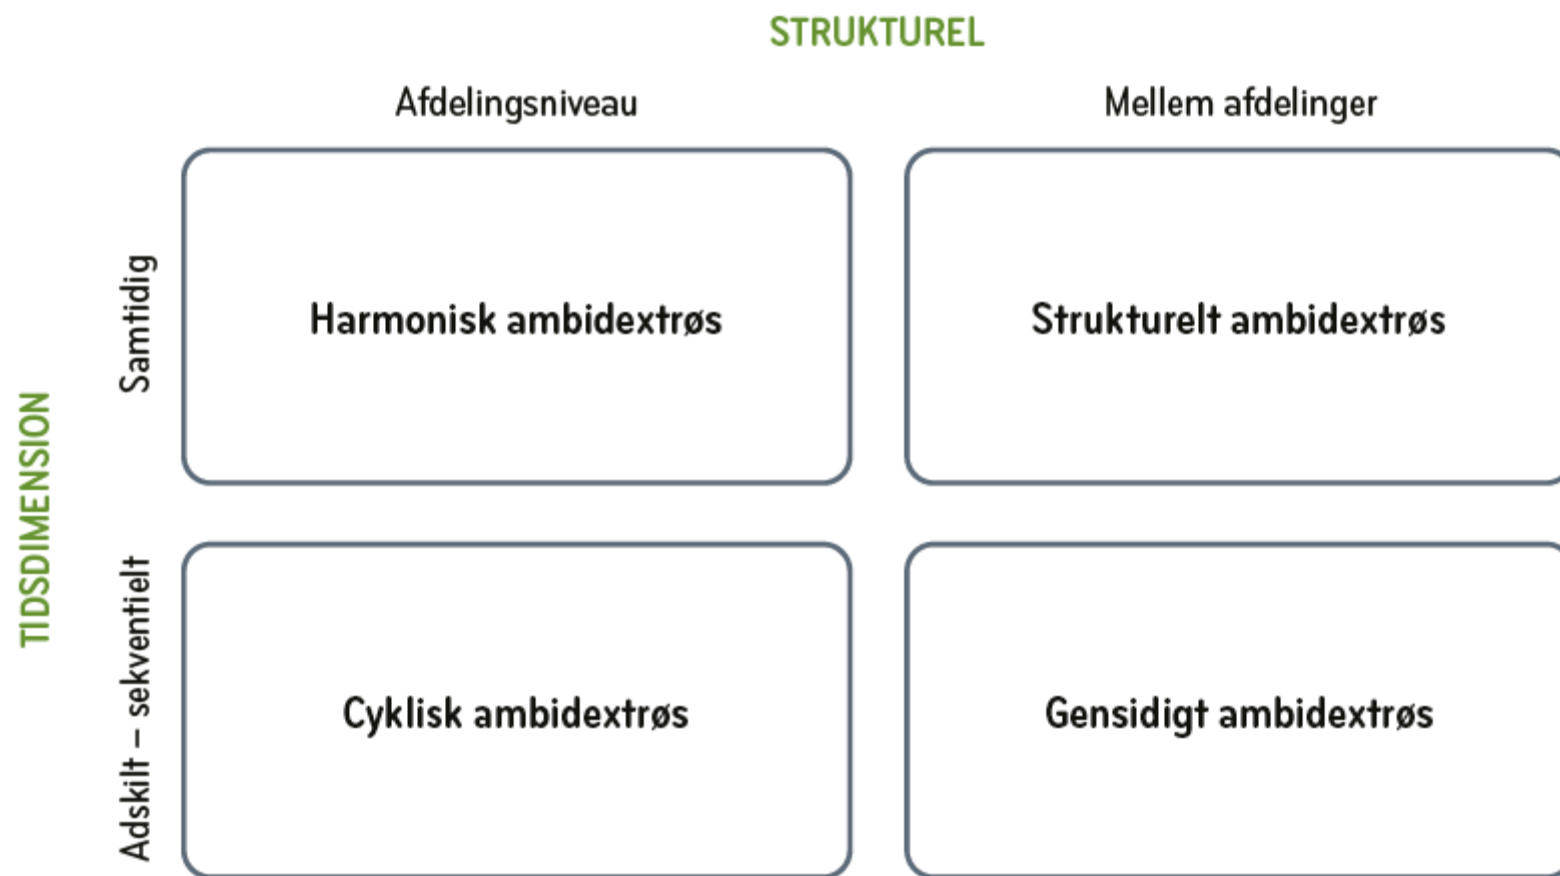 STRUKTUREL
Afdelingsniveau
Mellem afdelinger
TIDSDIMENSION
Samtidig
Harmonisk ambidextrøs
Strukturelt ambidextrøs
Adskilt – sekventielt
Cyklisk ambidextrøs
Gensidigt ambidextrøs